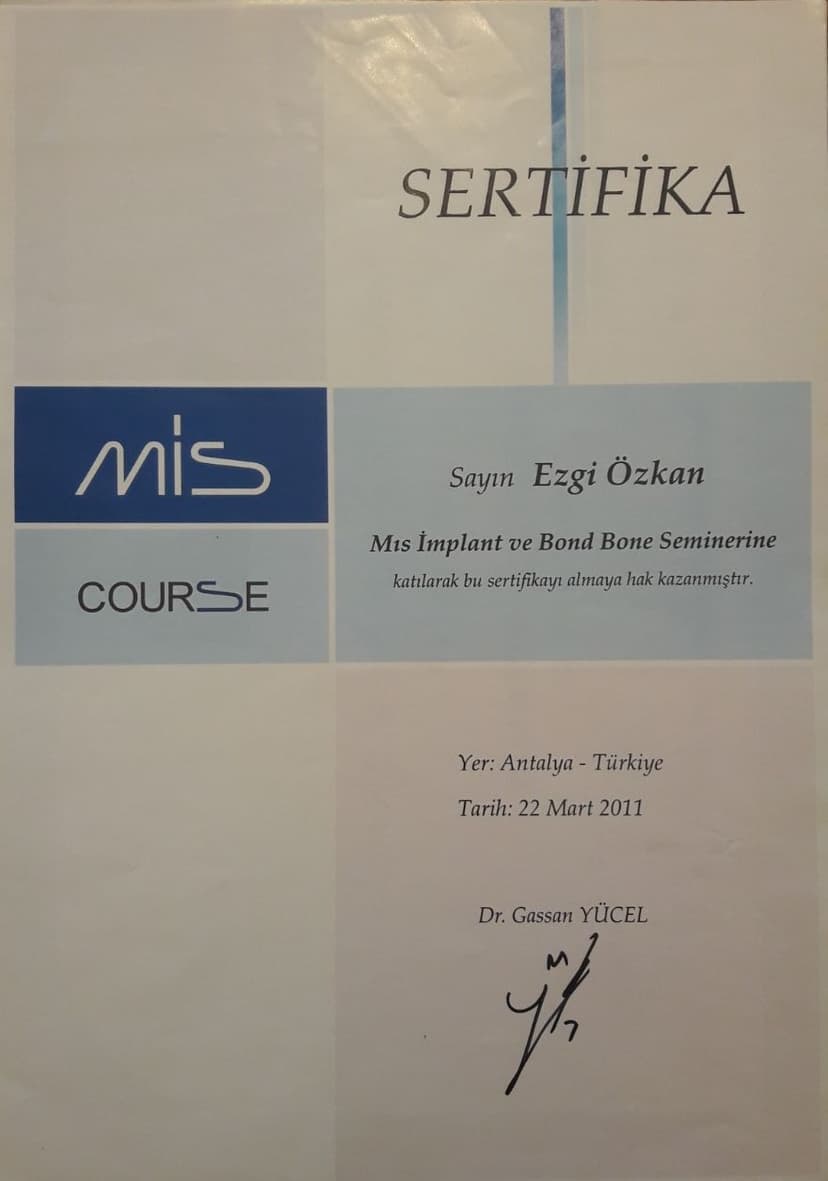 SERTİFİKA
MİS
COURSE
Sayın Ezgi Özkan
Mıs İmplant ve Bond Bone Seminerine
katılarak bu sertifikayı almaya hak kazanmıştır.
Yer: Antalya - Türkiye
Tarih: 22 Mart 2011
Dr. Gassan YÜCEL